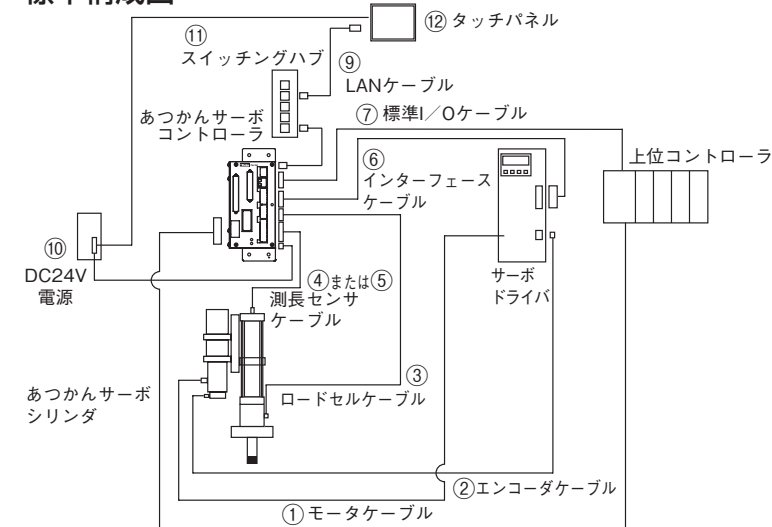 標準構成図
⑫ タッチパネル
⑪
スイッチングハブ
⑨
LANケーブル
あつかんサーボ
コントローラ
⑦ 標準I／Oケーブル
⑥
インターフェース
ケーブル
上位コントローラ
⑩
DC24V
電源
④または⑤
測長センサ
ケーブル
サーボ
ドライバ
③
ロードセルケーブル
あつかんサーボ
シリンダ
②エンコーダケーブル
① モータケーブル